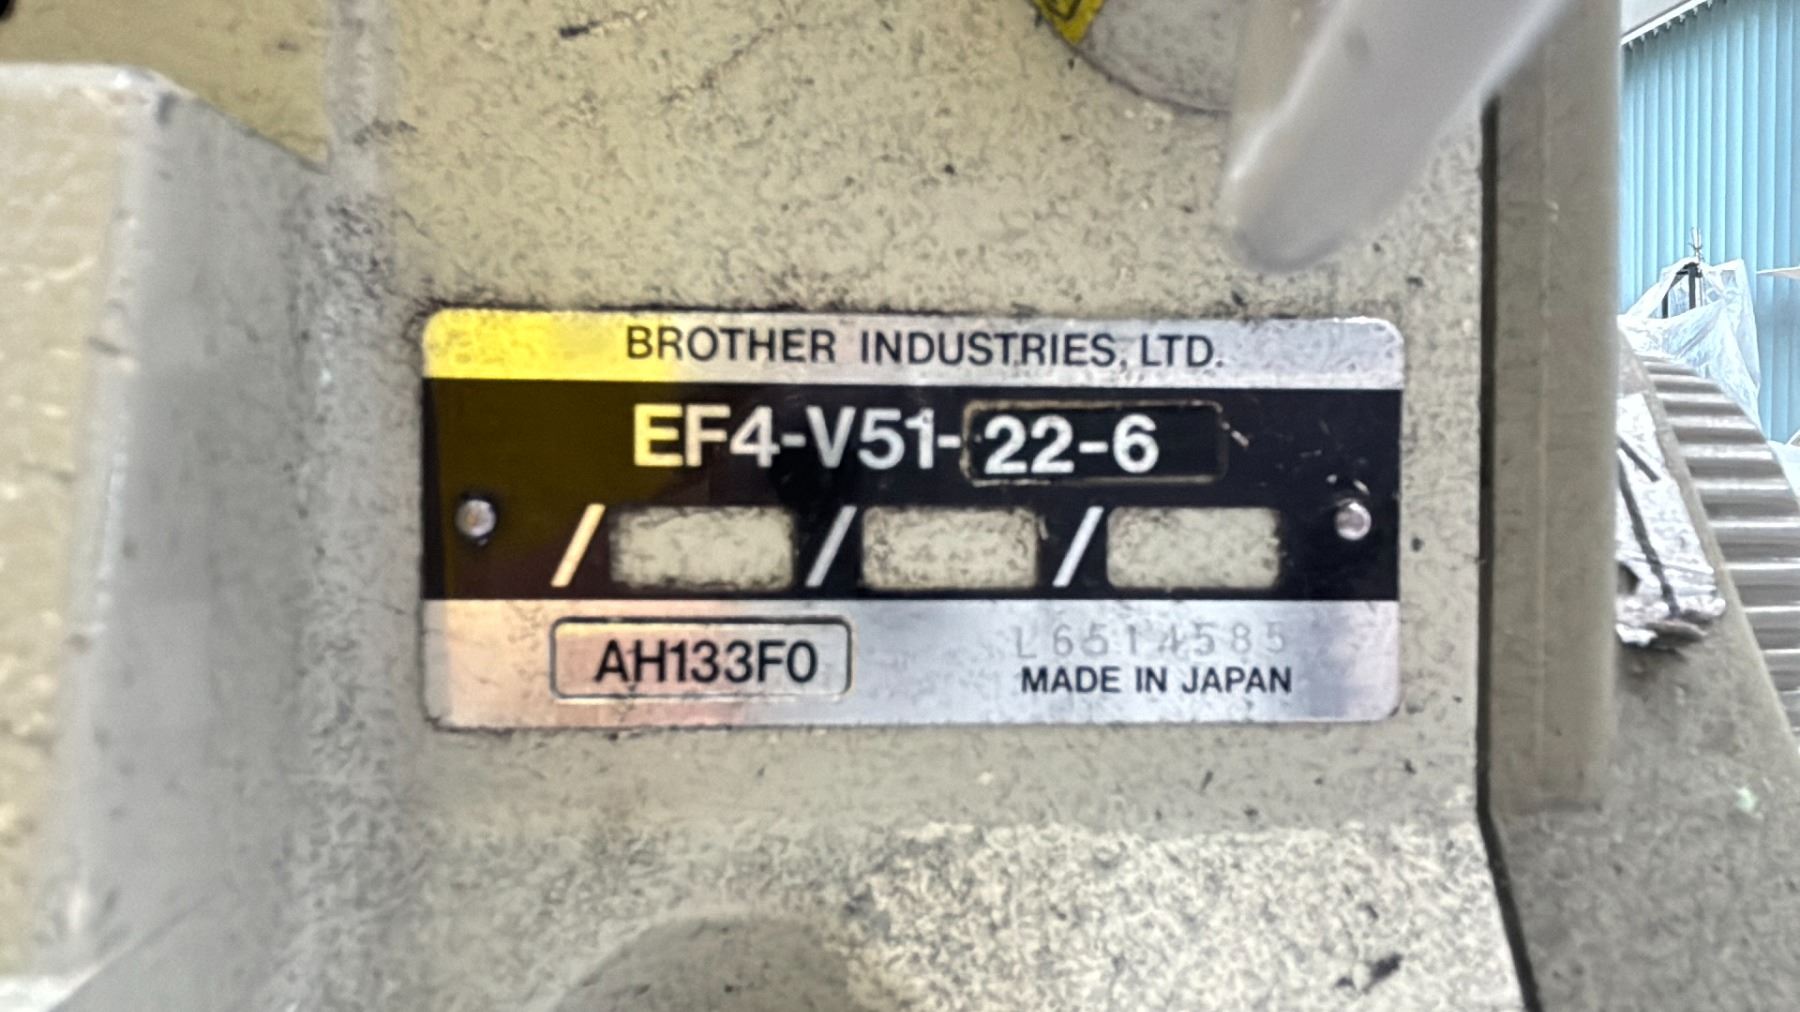 BROTHER INDUSTRIES, LTD.
EF4-V51-22-6
/ / /
AH133F0
L6514585
MADE IN JAPAN